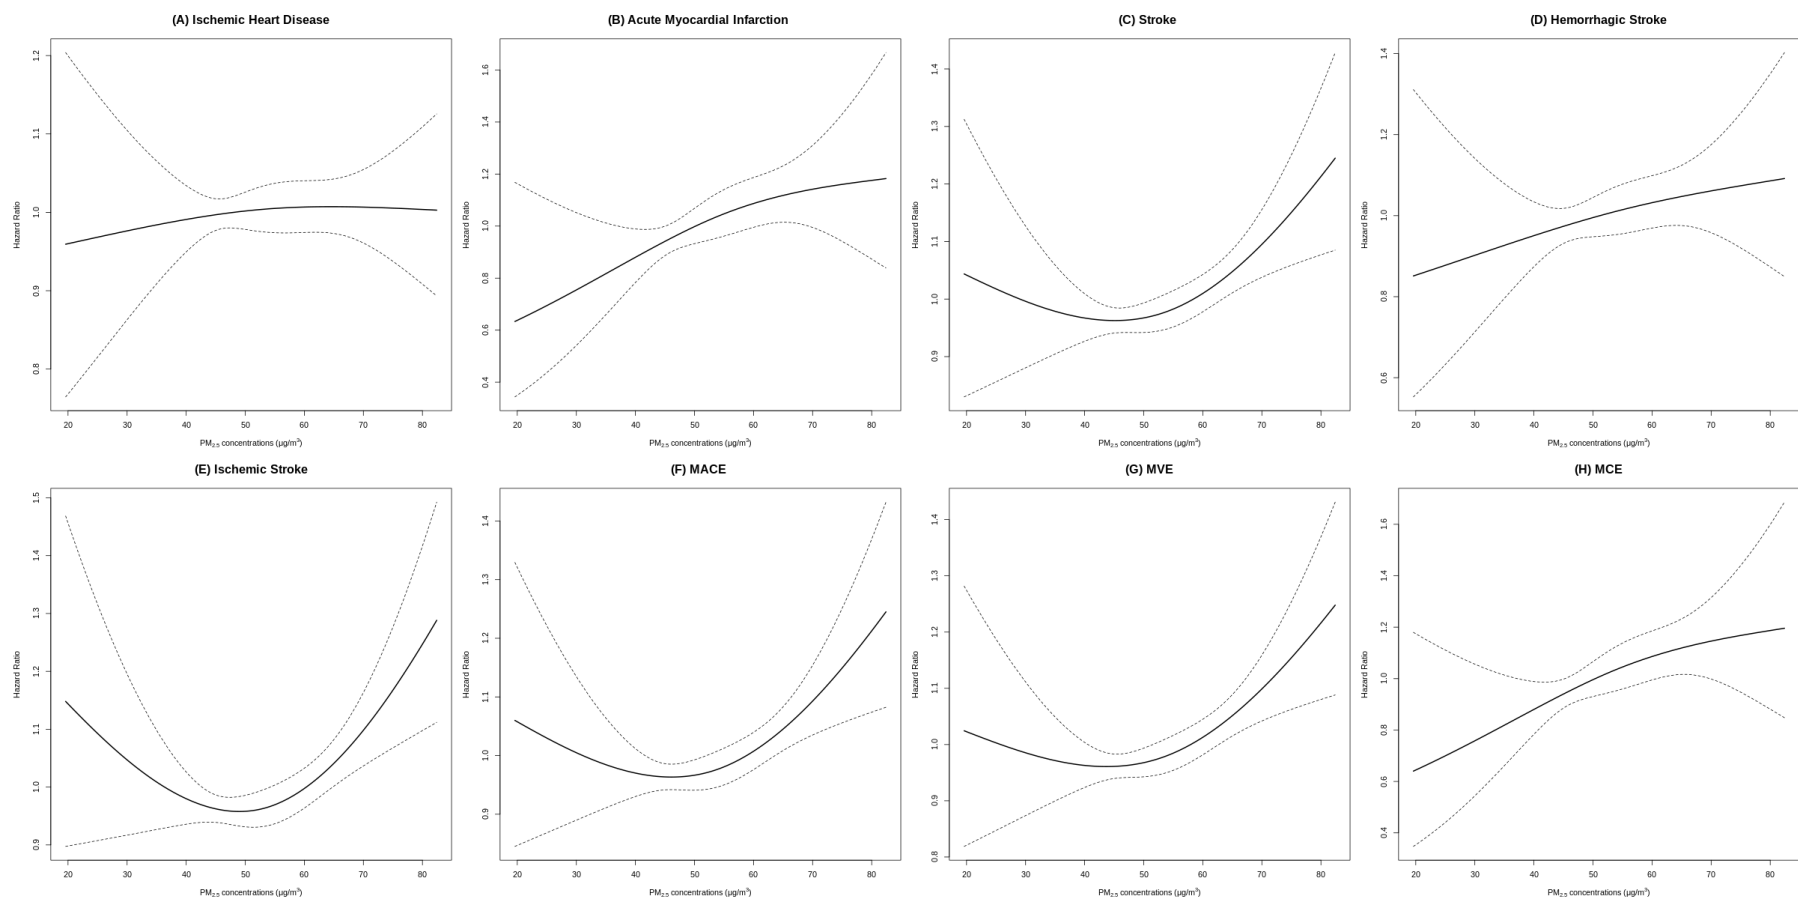 (A) Ischemic Heart Disease
Hazard Ratio
1.2
1.1
1.0
0.9
0.8
20 30 40 50 60 70 80
PM2.5 concentrations (μg/m³)
(B) Acute Myocardial Infarction
Hazard Ratio
1.6
1.4
1.2
1.0
0.8
0.6
0.4
20 30 40 50 60 70 80
PM2.5 concentrations (μg/m³)
(C) Stroke
Hazard Ratio
1.4
1.3
1.2
1.1
1.0
0.9
20 30 40 50 60 70 80
PM2.5 concentrations (μg/m³)
(D) Hemorrhagic Stroke
Hazard Ratio
1.4
1.2
1.0
0.8
0.6
20 30 40 50 60 70 80
PM2.5 concentrations (μg/m³)
(E) Ischemic Stroke
Hazard Ratio
1.5
1.4
1.3
1.2
1.1
1.0
0.9
20 30 40 50 60 70 80
PM2.5 concentrations (μg/m³)
(F) MACE
Hazard Ratio
1.4
1.3
1.2
1.1
1.0
0.9
20 30 40 50 60 70 80
PM2.5 concentrations (μg/m³)
(G) MVE
Hazard Ratio
1.4
1.3
1.2
1.1
1.0
0.9
0.8
20 30 40 50 60 70 80
PM2.5 concentrations (μg/m³)
(H) MCE
Hazard Ratio
1.6
1.4
1.2
1.0
0.8
0.6
0.4
20 30 40 50 60 70 80
PM2.5 concentrations (μg/m³)